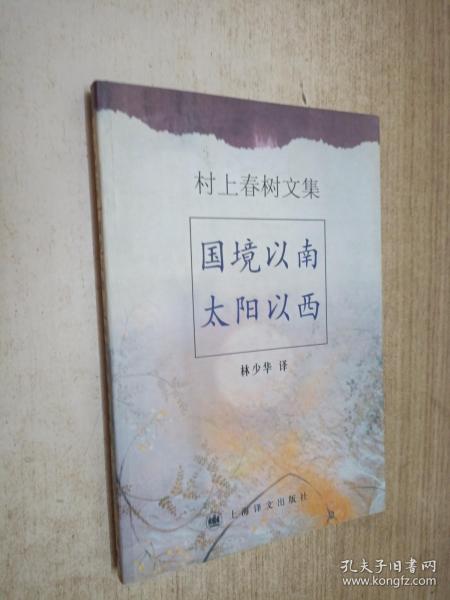 村上春树文集
国境以南
太阳以西
林少华 译
上海译文出版社
孔夫子旧书网
www.kongfz.com